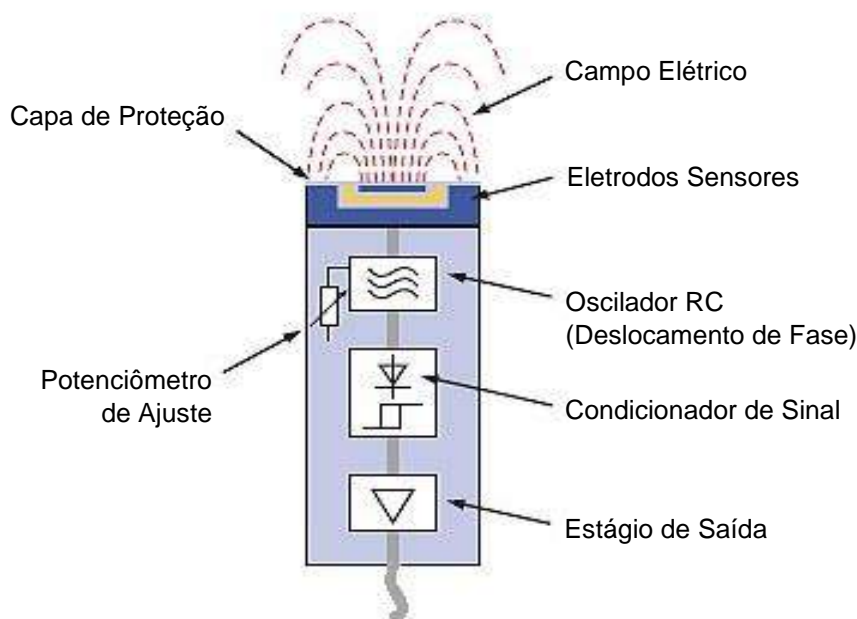 Campo Elétrico
Capa de Proteção
Eletrodos Sensores
Oscilador RC
(Deslocamento de Fase)
Potenciômetro
de Ajuste
Condicionador de Sinal
Estágio de Saída